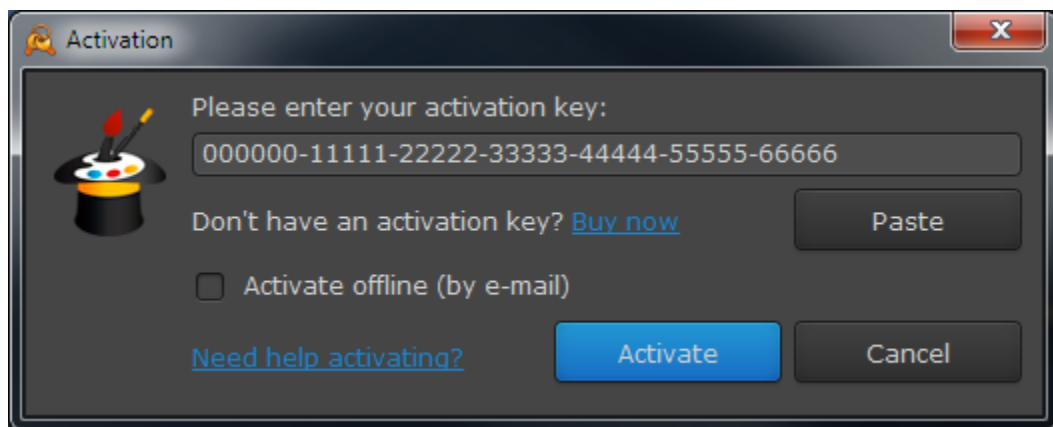 Activation
Please enter your activation key:
000000-11111-22222-33333-44444-55555-66666
Don't have an activation key? Buy now
Paste
Activate offline (by e-mail)
Need help activating?
Activate
Cancel